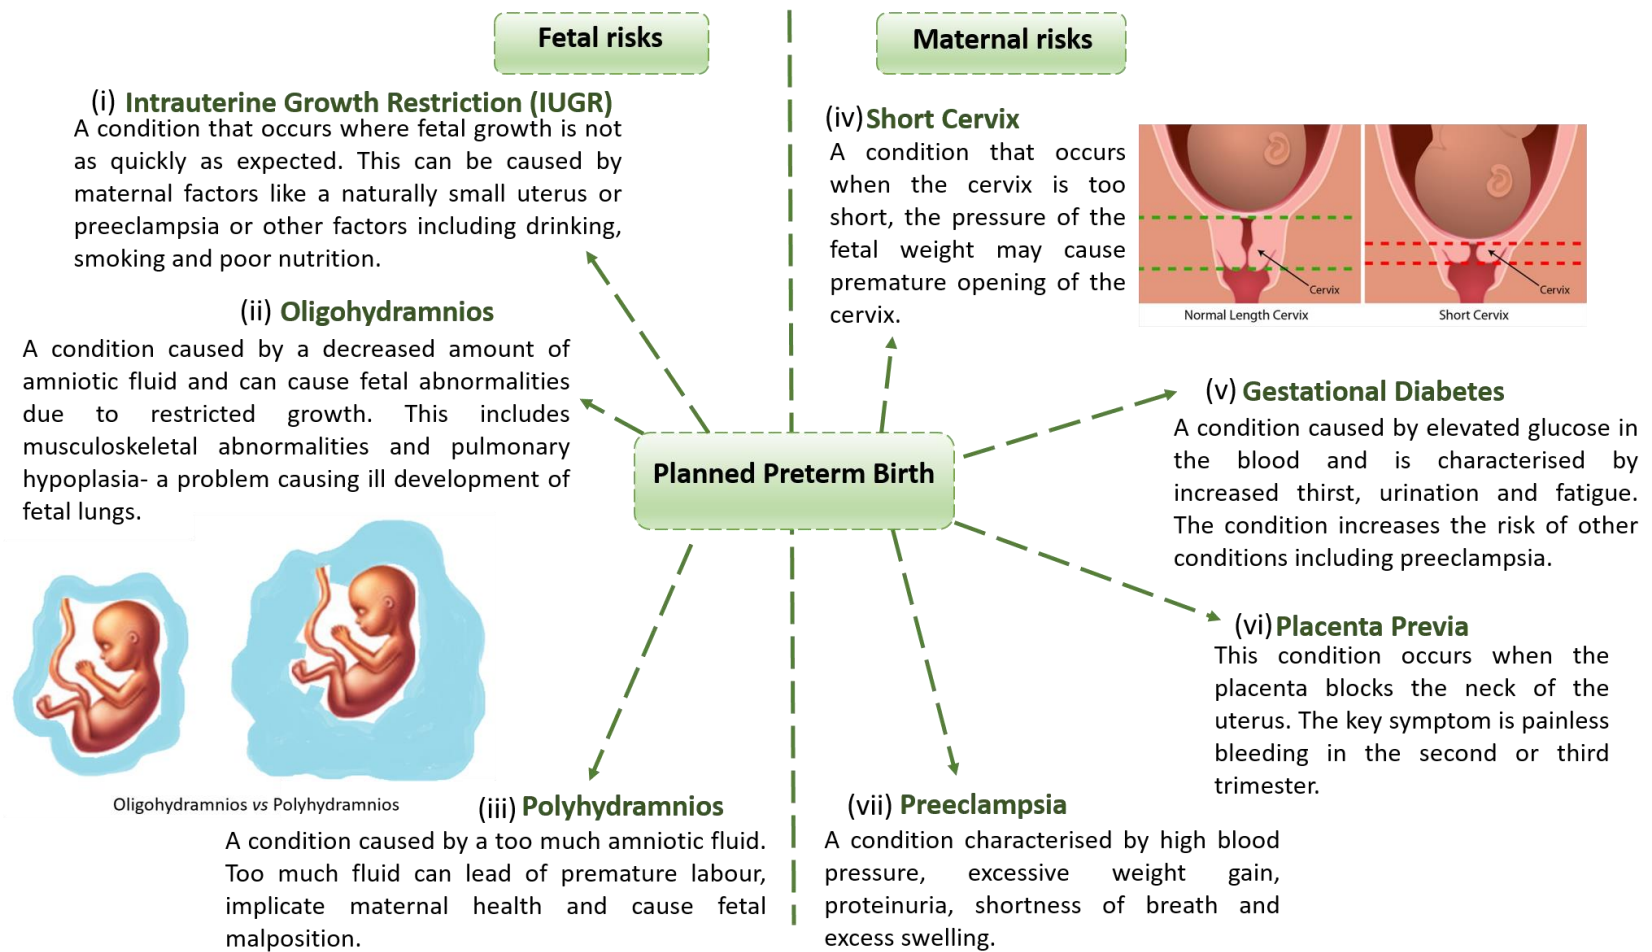 Fetal risks
Maternal risks
(i) Intrauterine Growth Restriction (IUGR)
A condition that occurs where fetal growth is not
as quickly as expected. This can be caused by
maternal factors like a naturally small uterus or
preeclampsia or other factors including drinking,
smoking and poor nutrition.
(ii) Oligohydramnios
A condition caused by a decreased amount of
amniotic fluid and can cause fetal abnormalities
due to restricted growth. This includes
musculoskeletal abnormalities and pulmonary
hypoplasia- a problem causing ill development of
fetal lungs.
Oligohydramnios vs Polyhydramnios
(iii) Polyhydramnios
A condition caused by a too much amniotic fluid.
Too much fluid can lead of premature labour,
implicate maternal health and cause fetal
malposition.
Planned Preterm Birth
(iv) Short Cervix
A condition that occurs
when the cervix is too
short, the pressure of the
fetal weight may cause
premature opening of the
cervix.
Cervix
Normal Length Cervix
Cervix
Short Cervix
(v) Gestational Diabetes
A condition caused by elevated glucose in
the blood and is characterised by
increased thirst, urination and fatigue.
The condition increases the risk of other
conditions including preeclampsia.
(vi) Placenta Previa
This condition occurs when the
placenta blocks the neck of the
uterus. The key symptom is painless
bleeding in the second or third
trimester.
(vii) Preeclampsia
A condition characterised by high blood
pressure, excessive weight gain,
proteinuria, shortness of breath and
excess swelling.